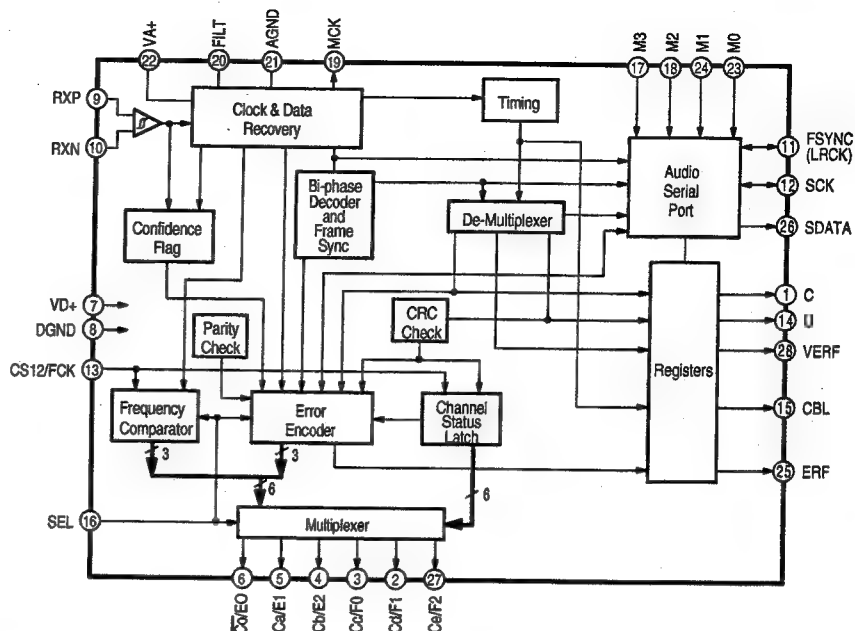 VA+ FILT AGND MCK M3 M2 M1 M0
22 20 21 19 17 18 24 23
RXP 9
RXN 10
Clock & Data
Recovery
Timing
Audio
Serial
Port
11 FSYNC
(LRCK)
12 SCK
26 SDATA
Bi-phase
Decoder
and
Frame
Sync
De-Multiplexer
Confidence
Flag
VD+ 7
DGND 8
CS12/FCK 13
Parity
Check
CRC
Check
Registers
1 C
14 U
28 VERF
15 CBL
25 ERF
Frequency
Comparator
Error
Encoder
Channel
Status
Latch
3 3
6 6
SEL 16
Multiplexer
6 5 4 3 2 27
C0/E0 Ca/E1 Cb/E2 Cc/F0 Cd/F1 Ce/F2